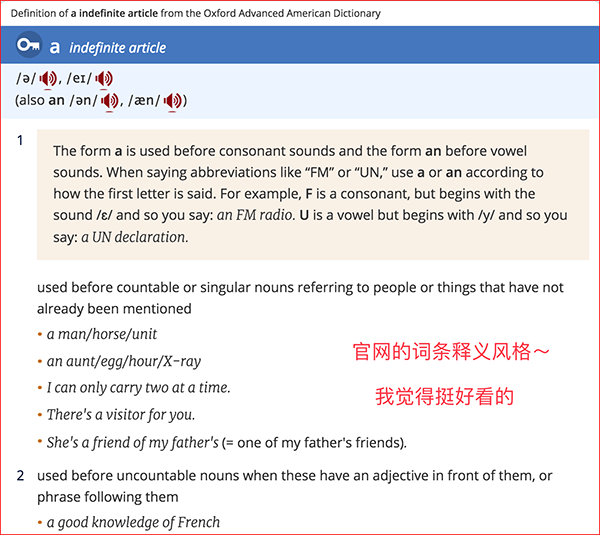 Definition of a indefinite article from the Oxford Advanced American Dictionary
a indefinite article
/ə/, /eɪ/
(also an /ən/, /æn/)
1
The form a is used before consonant sounds and the form an before vowel
sounds. When saying abbreviations like “FM” or “UN,” use a or an according to
how the first letter is said. For example, F is a consonant, but begins with the
sound /ɛ/ and so you say: an FM radio. U is a vowel but begins with /y/ and so you
say: a UN declaration.
used before countable or singular nouns referring to people or things that have not
already been mentioned
• a man/horse/unit
• an aunt/egg/hour/X-ray
• I can only carry two at a time.
• There's a visitor for you.
• She's a friend of my father's (= one of my father's friends).
官网的词条释义风格～
我觉得挺好看的
2 used before uncountable nouns when these have an adjective in front of them, or
phrase following them
• a good knowledge of French